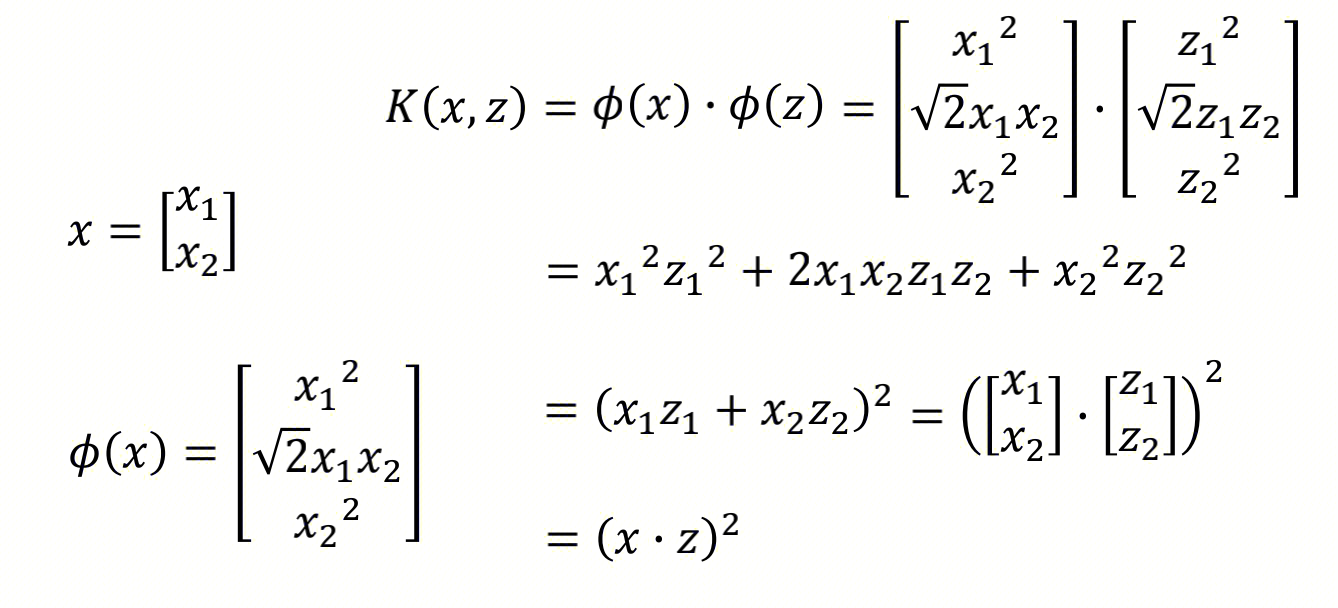 K(x, z) = ϕ(x) · ϕ(z) = [x₁² √2x₁x₂ x₂²] · [z₁² √2z₁z₂ z₂²]
x = [x₁ x₂]
= x₁²z₁² + 2x₁x₂z₁z₂ + x₂²z₂²
ϕ(x) = [x₁² √2x₁x₂ x₂²]
= (x₁z₁ + x₂z₂)² = ([x₁ x₂] · [z₁ z₂])²
= (x · z)²